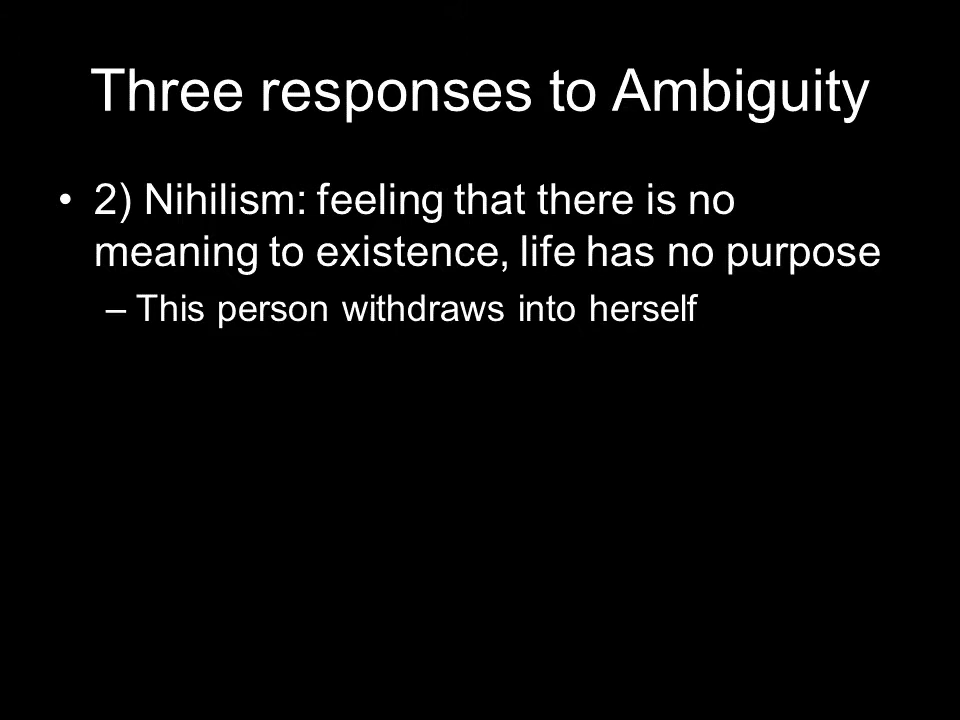 Three responses to Ambiguity
• 2) Nihilism: feeling that there is no
meaning to existence, life has no purpose
– This person withdraws into herself